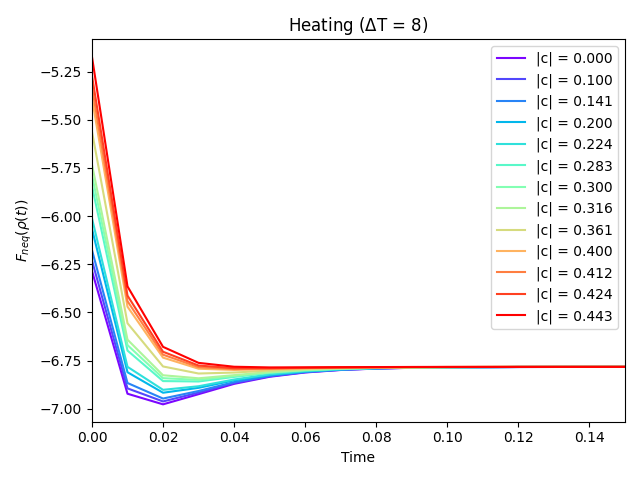 Heating (ΔT = 8)
F_{neq}(ρ(t))
−5.25
−5.50
−5.75
−6.00
−6.25
−6.50
−6.75
−7.00
|c| = 0.000
|c| = 0.100
|c| = 0.141
|c| = 0.200
|c| = 0.224
|c| = 0.283
|c| = 0.300
|c| = 0.316
|c| = 0.361
|c| = 0.400
|c| = 0.412
|c| = 0.424
|c| = 0.443
0.00 0.02 0.04 0.06 0.08 0.10 0.12 0.14
Time